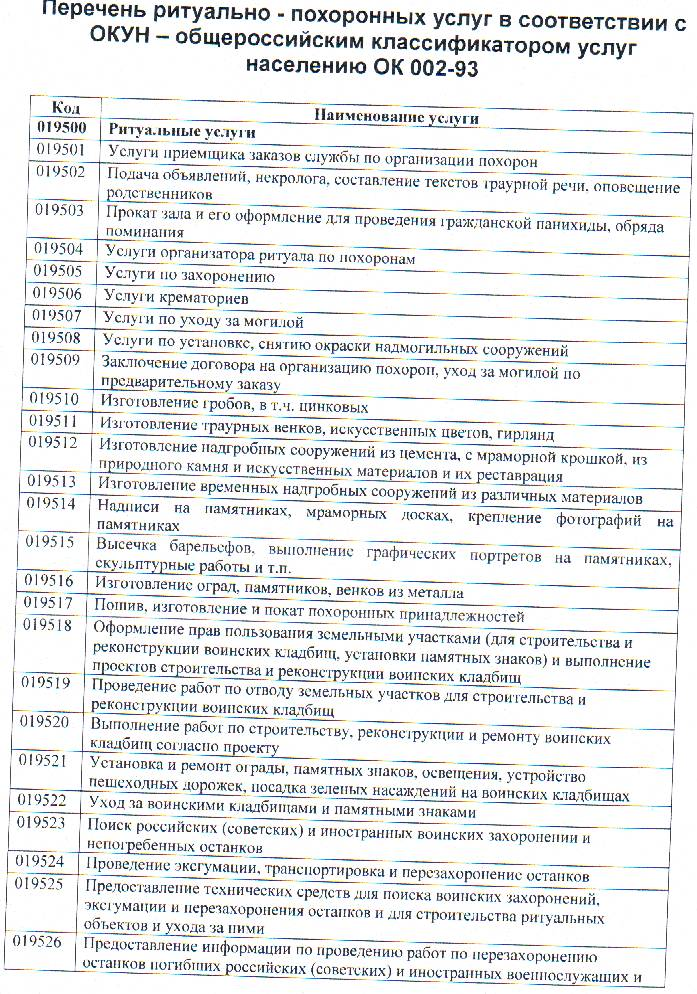 Перечень ритуально - похоронных услуг в соответствии с
ОКУН – общероссийским классификатором услуг
населению ОК 002-93
Код Наименование услуги
019500 Ритуальные услуги
019501 Услуги приемщика заказов службы по организации похорон
019502 Подача объявлений, некролога, составление текстов траурной речи, оповещение
родственников
019503 Прокат зала и его оформление для проведения гражданской панихиды, обряда
поминания
019504 Услуги организатора ритуала по похоронам
019505 Услуги по захоронению
019506 Услуги крематориев
019507 Услуги по уходу за могилой
019508 Услуги по установке, снятию окраски надмогильных сооружений
019509 Заключение договора на организацию похорон, уход за могилой по
предварительному заказу
019510 Изготовление гробов, в т.ч. цинковых
019511 Изготовление траурных венков, искусственных цветов, гирлянд
019512 Изготовление надгробных сооружений из цемента, с мраморной крошкой, из
природного камня и искусственных материалов и их реставрация
019513 Изготовление временных надгробных сооружений из различных материалов
019514 Надписи на памятниках, мраморных досках, крепление фотографий на
памятниках
019515 Высечка барельефов, выполнение графических портретов на памятниках,
скульптурные работы и т.п.
019516 Изготовление оград, памятников, венков из металла
019517 Пошив, изготовление и покат похоронных принадлежностей
019518 Оформление прав пользования земельными участками (для строительства и
реконструкции воинских кладбищ, установки памятных знаков) и выполнение
проектов строительства и реконструкции воинских кладбищ
019519 Проведение работ по отводу земельных участков для строительства и
реконструкции воинских кладбищ
019520 Выполнение работ по строительству, реконструкции и ремонту воинских
кладбищ согласно проекту
019521 Установка и ремонт ограды, памятных знаков, освещения, устройство
пешеходных дорожек, посадка зеленых насаждений на воинских кладбищах
019522 Уход за воинскими кладбищами и памятными знаками
019523 Поиск российских (советских) и иностранных воинских захоронении и
непогребенных останков
019524 Проведение эксгумации, транспортировка и перезахоронение останков
019525 Предоставление технических средств для поиска воинских захоронений,
эксгумации и перезахоронения останков и для строительства ритуальных
объектов и ухода за ними
019526 Предоставление информации по проведению работ по перезахоронению
останков погибших российских (советских) и иностранных военнослужащих и